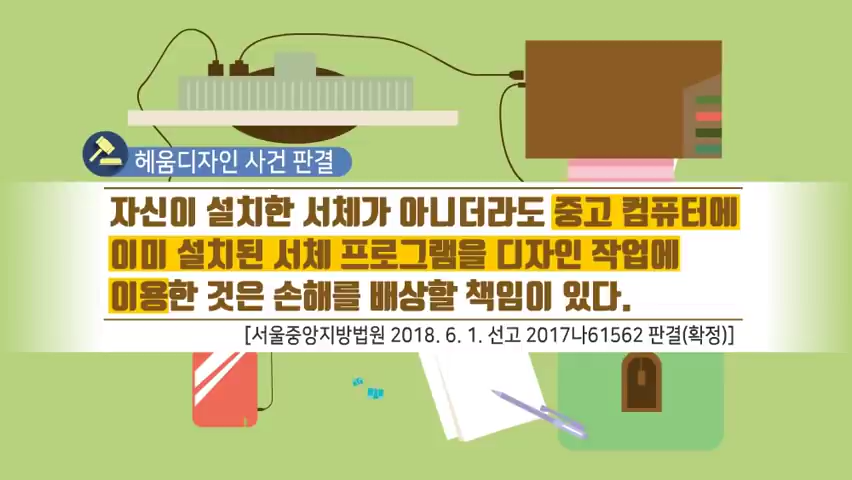 헤움디자인 사건 판결
자신이 설치한 서체가 아니더라도 중고 컴퓨터에
이미 설치된 서체 프로그램을 디자인 작업에
이용한 것은 손해를 배상할 책임이 있다.
[서울중앙지방법원 2018. 6. 1. 선고 2017나61562 판결(확정)]